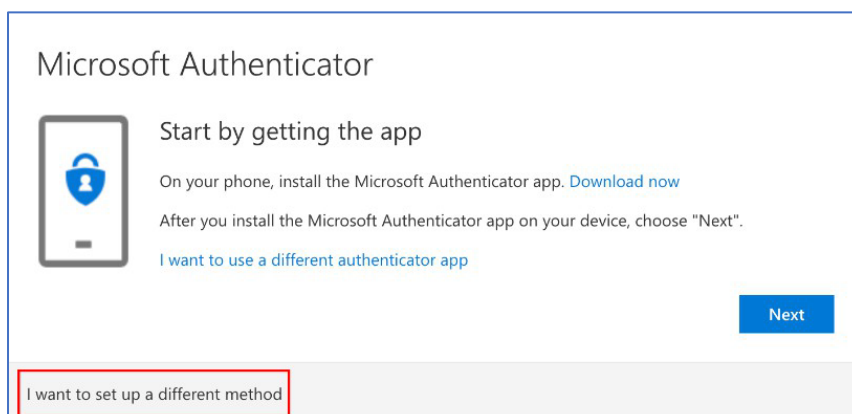 Microsoft Authenticator
Start by getting the app
On your phone, install the Microsoft Authenticator app. Download now
After you install the Microsoft Authenticator app on your device, choose "Next".
I want to use a different authenticator app
Next
I want to set up a different method